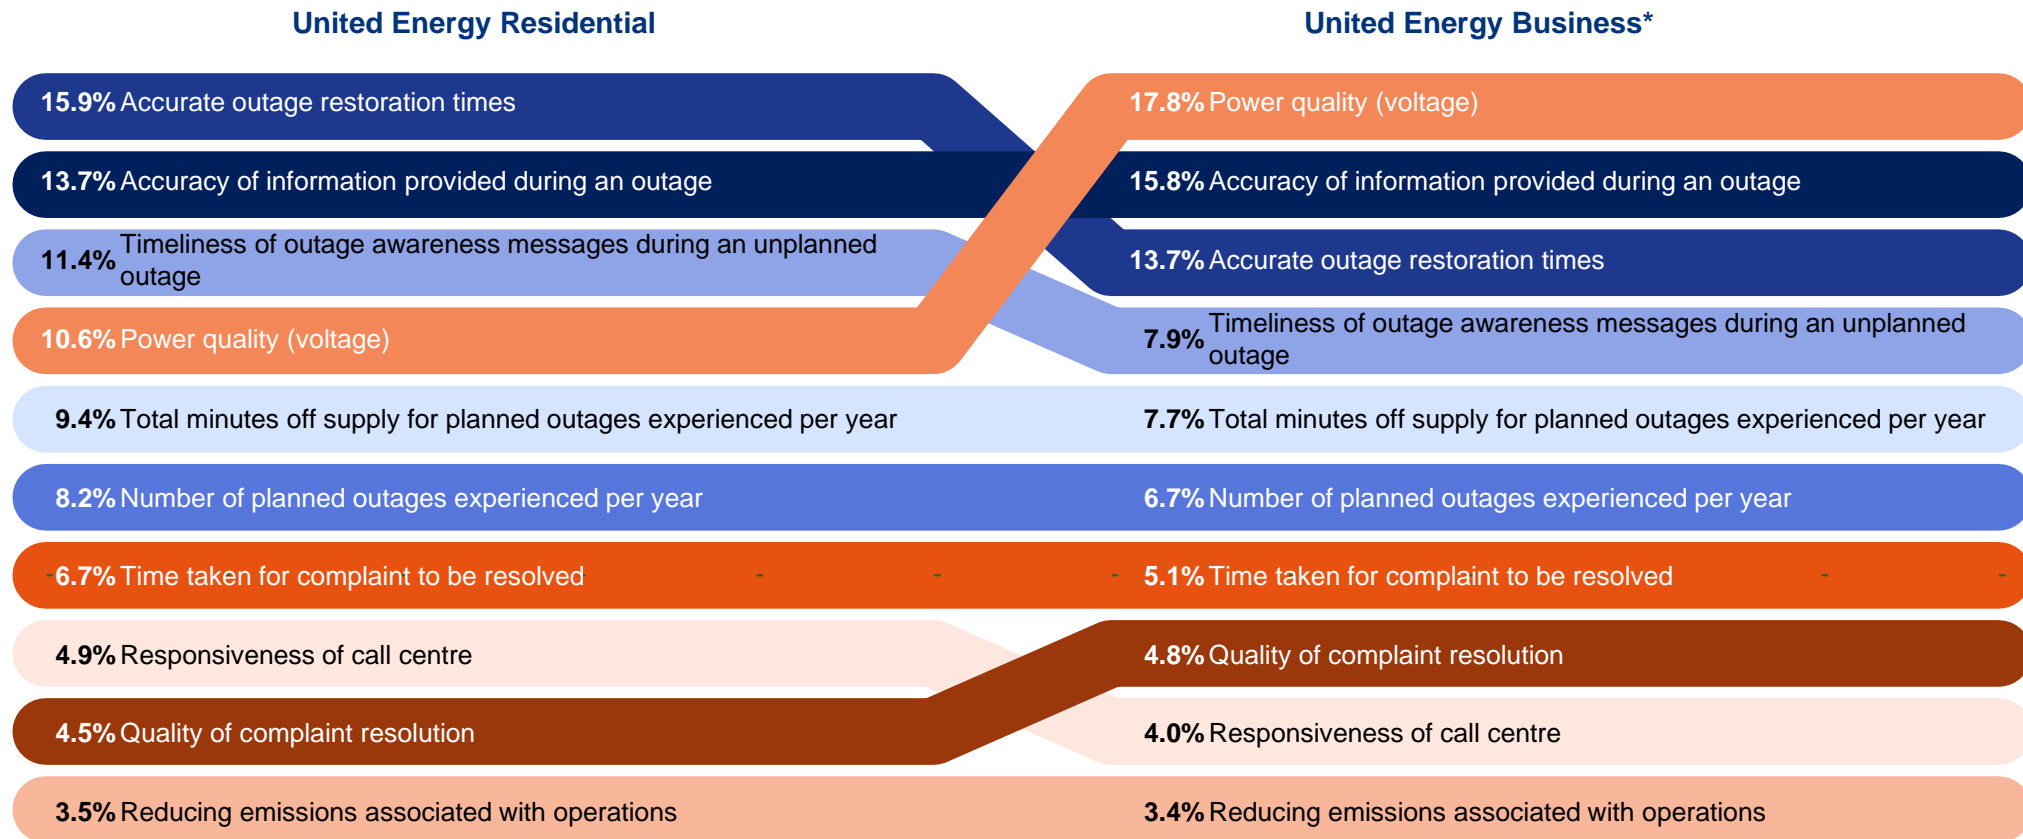 United Energy Residential
15.9% Accurate outage restoration times
13.7% Accuracy of information provided during an outage
11.4% Timeliness of outage awareness messages during an unplanned
outage
10.6% Power quality (voltage)
9.4% Total minutes off supply for planned outages experienced per year
8.2% Number of planned outages experienced per year
6.7% Time taken for complaint to be resolved
4.9% Responsiveness of call centre
4.5% Quality of complaint resolution
3.5% Reducing emissions associated with operations
United Energy Business*
17.8% Power quality (voltage)
15.8% Accuracy of information provided during an outage
13.7% Accurate outage restoration times
7.9% Timeliness of outage awareness messages during an unplanned
outage
7.7% Total minutes off supply for planned outages experienced per year
6.7% Number of planned outages experienced per year
5.1% Time taken for complaint to be resolved
4.8% Quality of complaint resolution
4.0% Responsiveness of call centre
3.4% Reducing emissions associated with operations